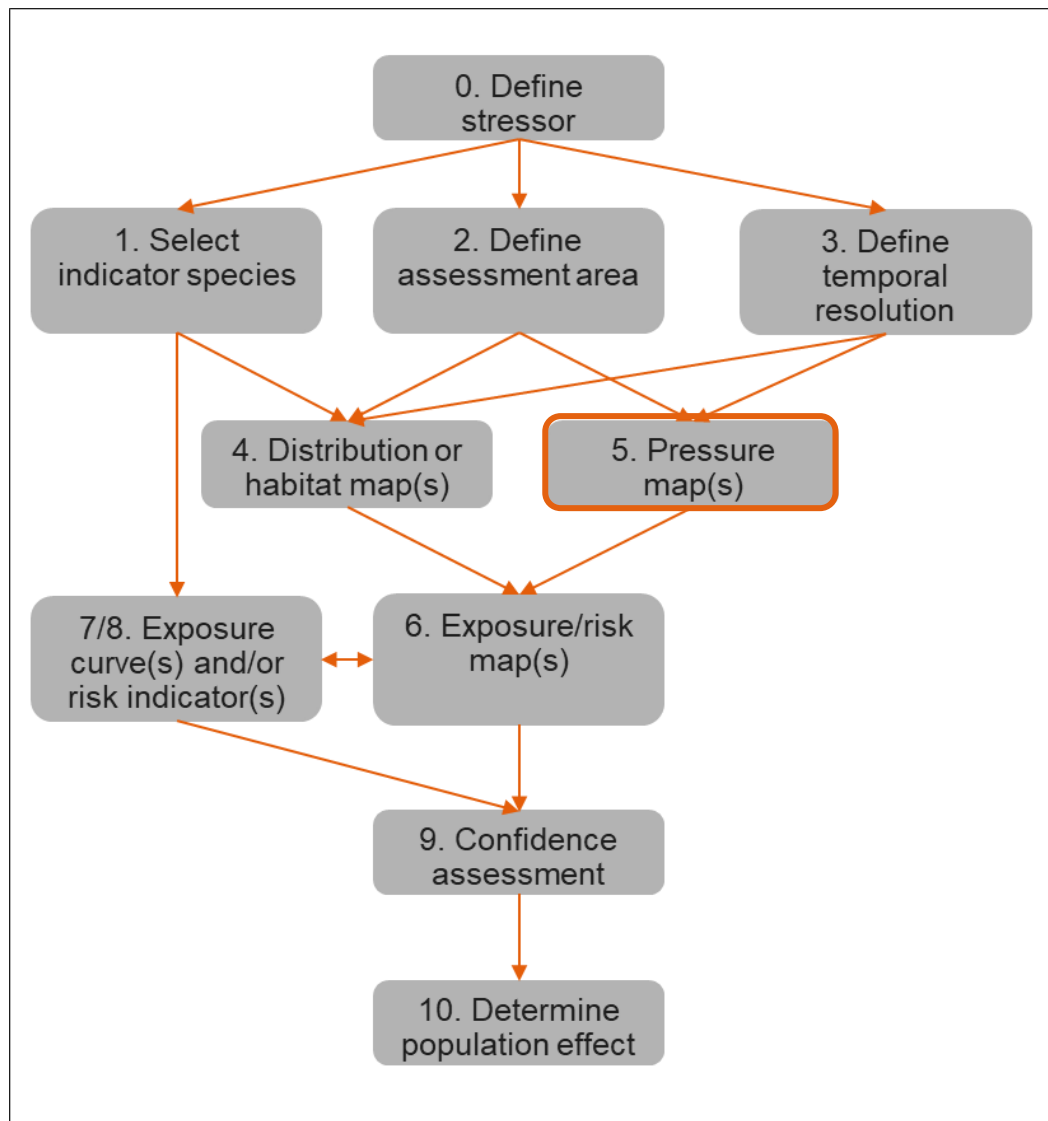 0. Define
stressor
1. Select
indicator species
2. Define
assessment area
3. Define
temporal
resolution
4. Distribution or
habitat map(s)
5. Pressure
map(s)
7/8. Exposure
curve(s) and/or
risk indicator(s)
6. Exposure/risk
map(s)
9. Confidence
assessment
10. Determine
population effect